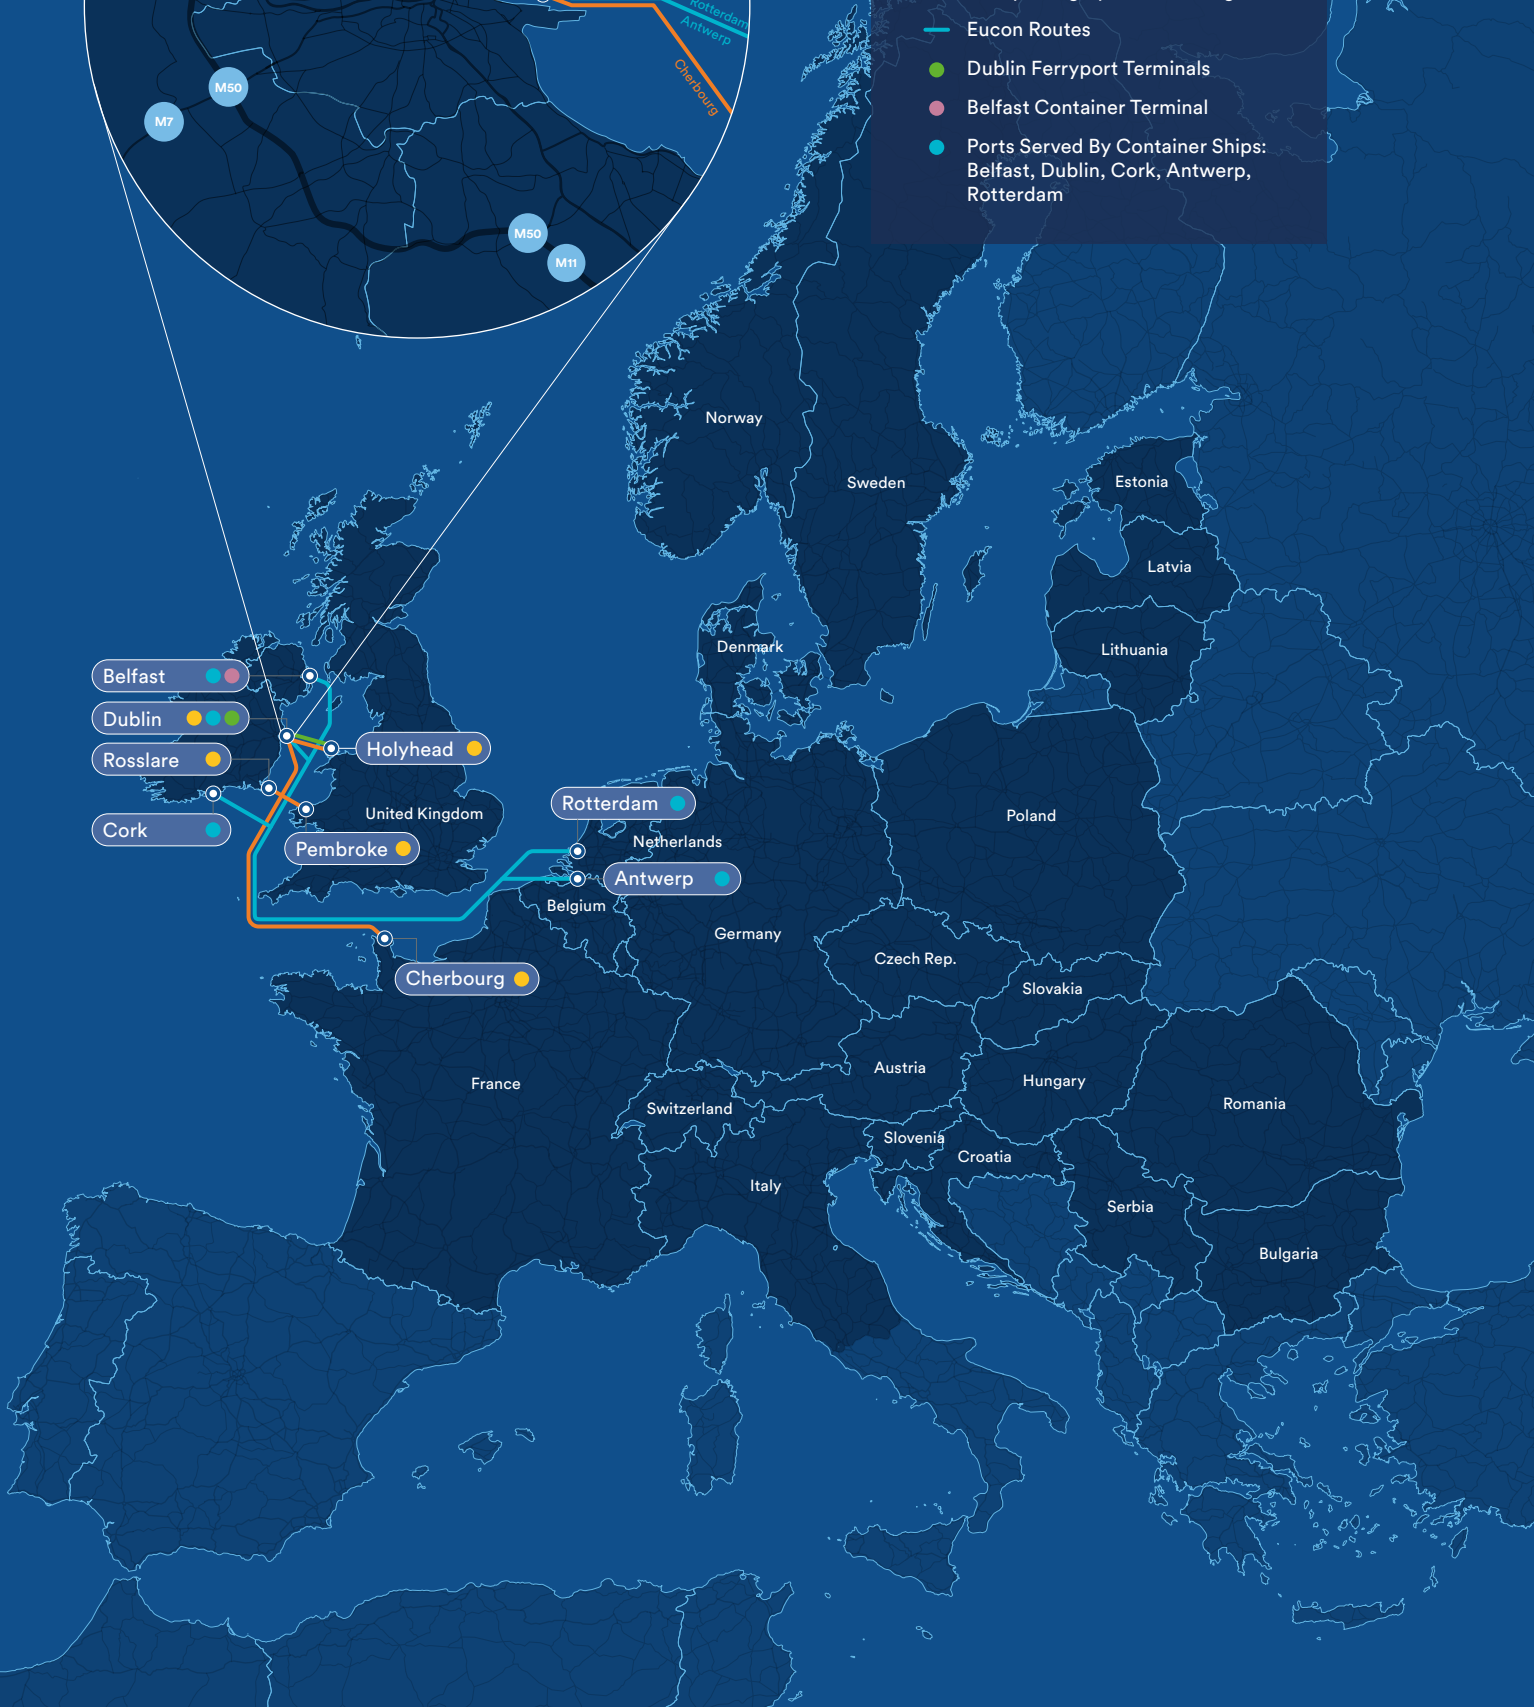 Rotterdam
Antwerp
Cherbourg
M50
M7
M50
M11
Eucon Routes
Dublin Ferryport Terminals
Belfast Container Terminal
Ports Served By Container Ships:
Belfast, Dublin, Cork, Antwerp,
Rotterdam
Norway
Sweden
Estonia
Latvia
Lithuania
Denmark
Belfast
Dublin
Rosslare
Holyhead
Cork
United Kingdom
Pembroke
Rotterdam
Netherlands
Antwerp
Belgium
Poland
Germany
Czech Rep.
Cherbourg
Slovakia
France
Austria
Hungary
Switzerland
Romania
Slovenia
Croatia
Italy
Serbia
Bulgaria